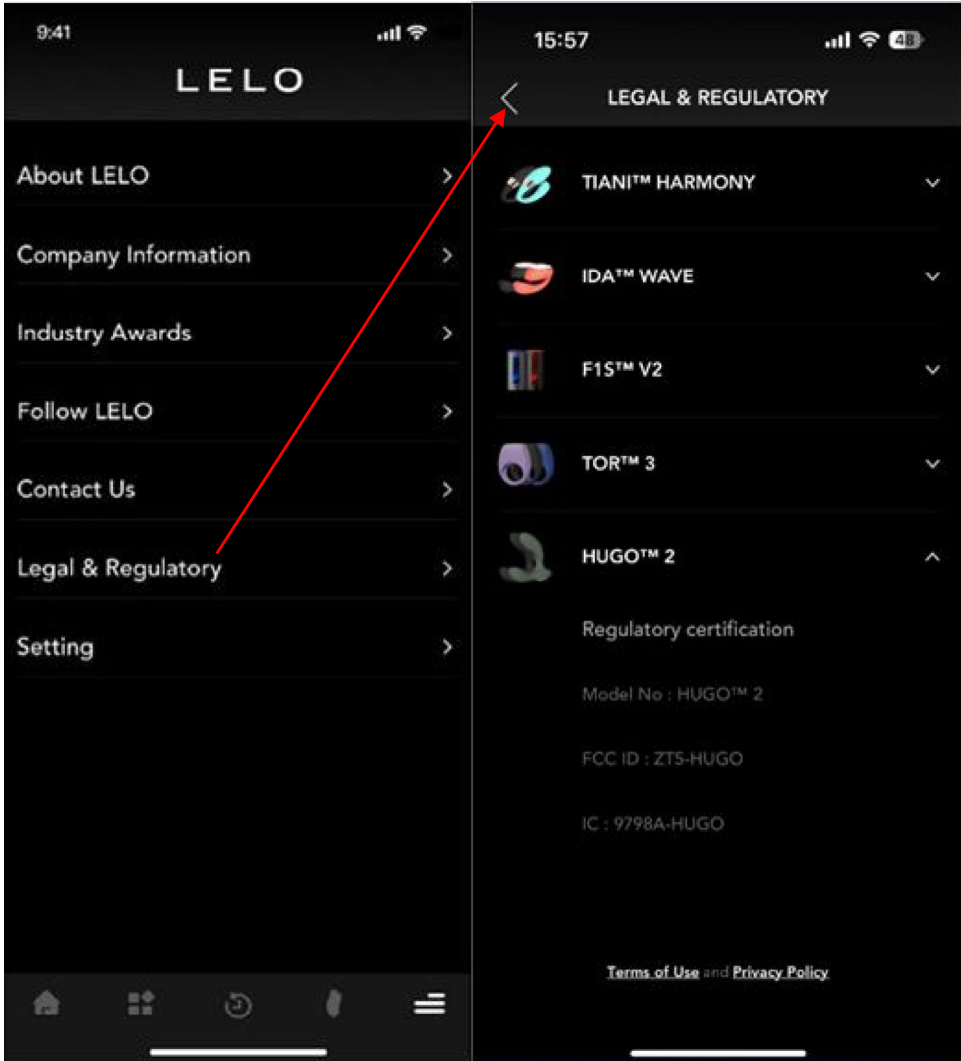 9:41
LELO
About LELO
Company Information
Industry Awards
Follow LELO
Contact Us
Legal & Regulatory
Setting
15:57
48
LEGAL & REGULATORY
TIANI™ HARMONY
IDA™ WAVE
F1S™ V2
TOR™ 3
HUGO™ 2
Regulatory certification
Model No : HUGO™ 2
FCC ID : ZT5-HUGO
IC : 9798A-HUGO
Terms of Use and Privacy Policy